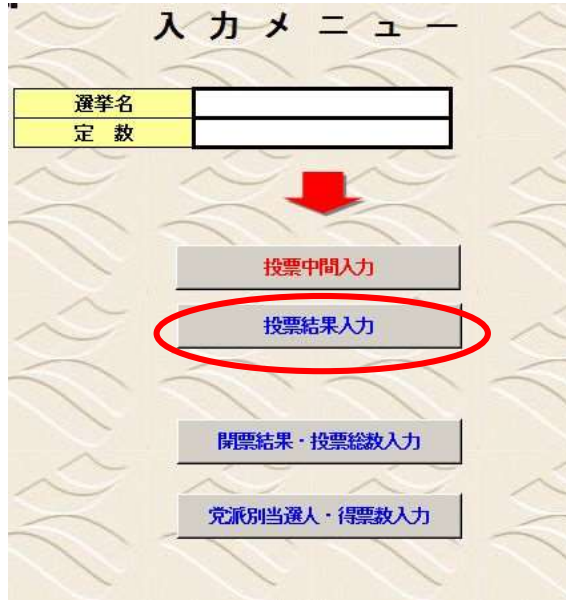 入力メニュー
選挙名
定 数
投票中間入力
投票結果入力
開票結果・投票総数入力
党派別当選人・得票数入力